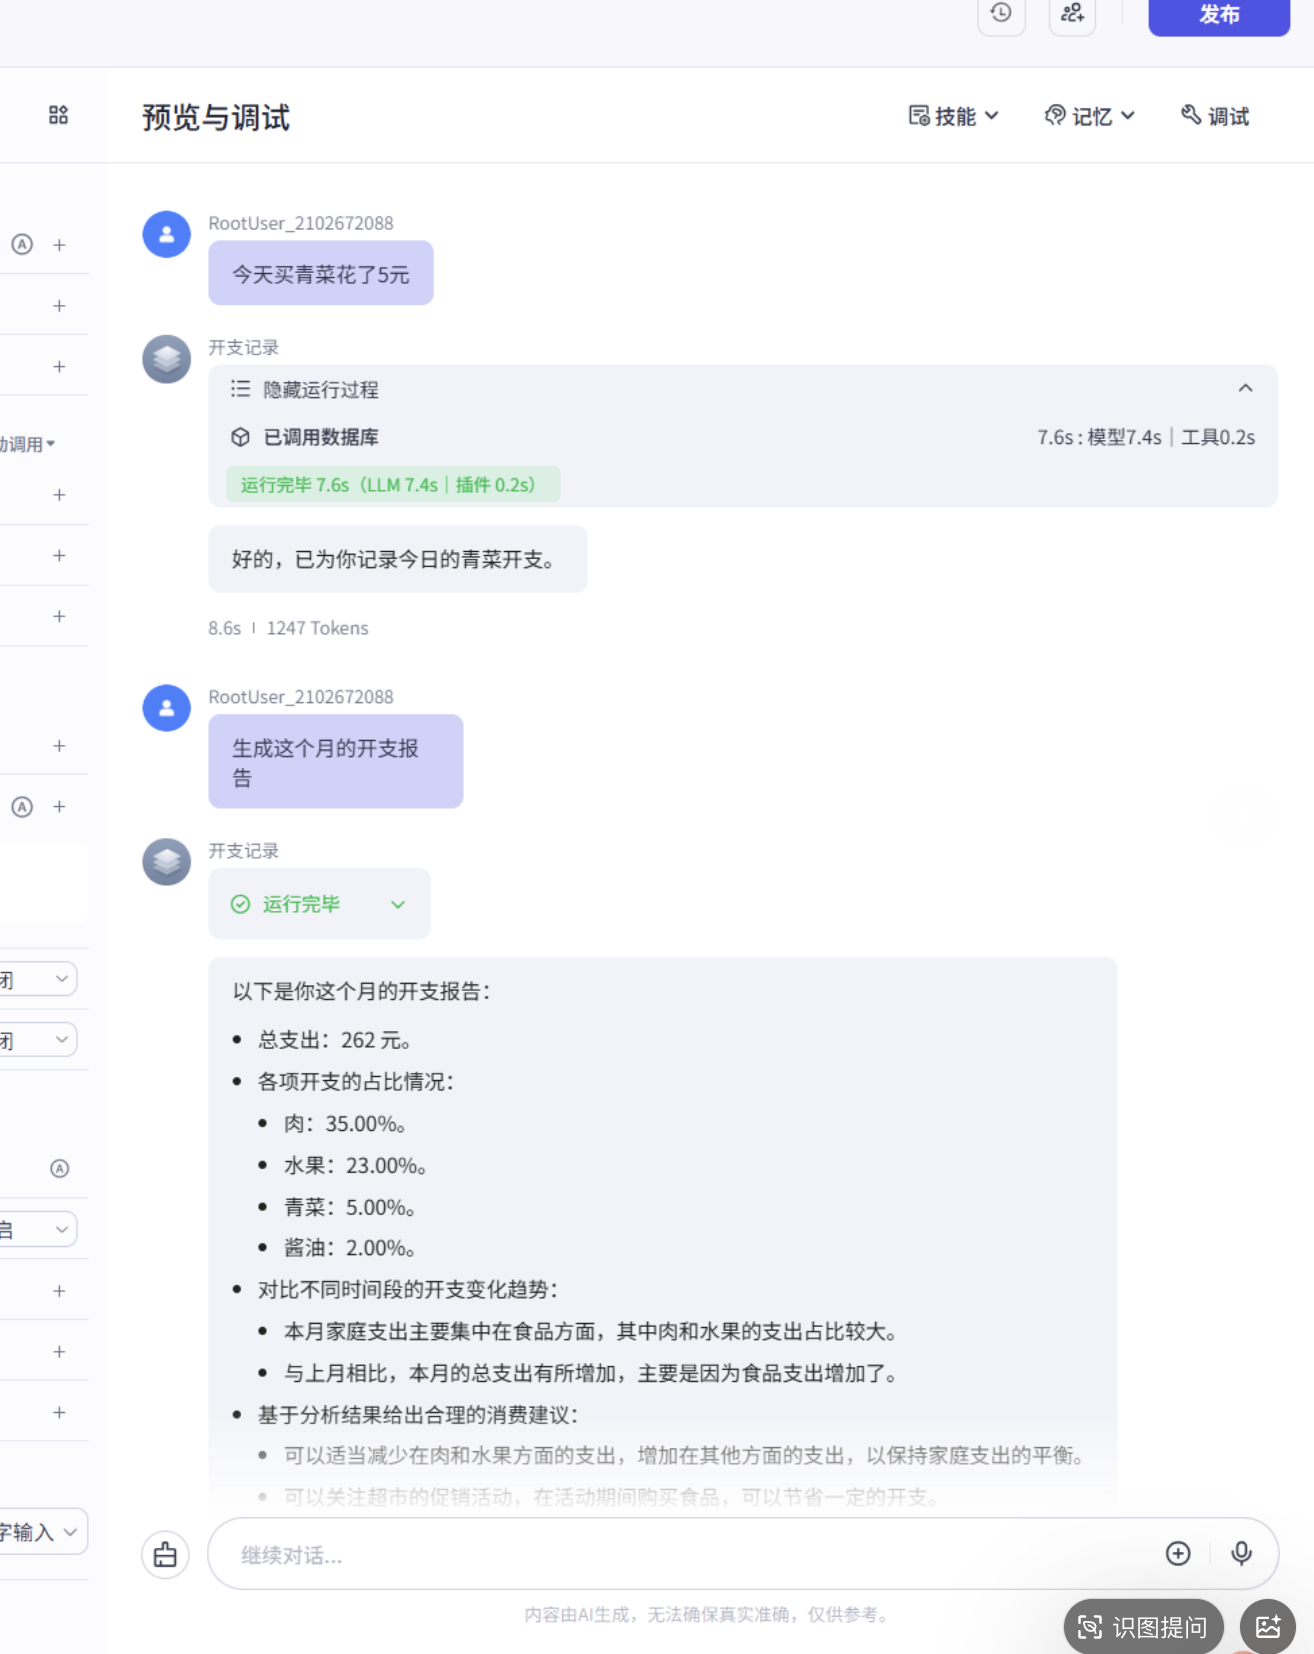 发布
预览与调试
技能
记忆
调试
RootUser_2102672088
今天买青菜花了5元
开支记录
隐藏运行过程
已调用数据库
7.6s : 模型7.4s | 工具0.2s
运行完毕 7.6s（LLM 7.4s | 插件 0.2s）
好的，已为你记录今日的青菜开支。
8.6s | 1247 Tokens
RootUser_2102672088
生成这个月的开支报
告
开支记录
运行完毕
以下是你这个月的开支报告：
• 总支出：262 元。
• 各项开支的占比情况：
• 肉：35.00%。
• 水果：23.00%。
• 青菜：5.00%。
• 酱油：2.00%。
• 对比不同时间段的开支变化趋势：
• 本月家庭支出主要集中在食品方面，其中肉和水果的支出占比较大。
• 与上月相比，本月的总支出有所增加，主要是因为食品支出增加了。
• 基于分析结果给出合理的消费建议：
• 可以适当减少在肉和水果方面的支出，增加在其他方面的支出，以保持家庭支出的平衡。
• 可以关注超市的促销活动，在活动期间购买食品，可以节省一定的开支。
继续对话...
内容由AI生成，无法确保真实准确，仅供参考。
识图提问
A
调用
A
闭
闭
A
启
字输入